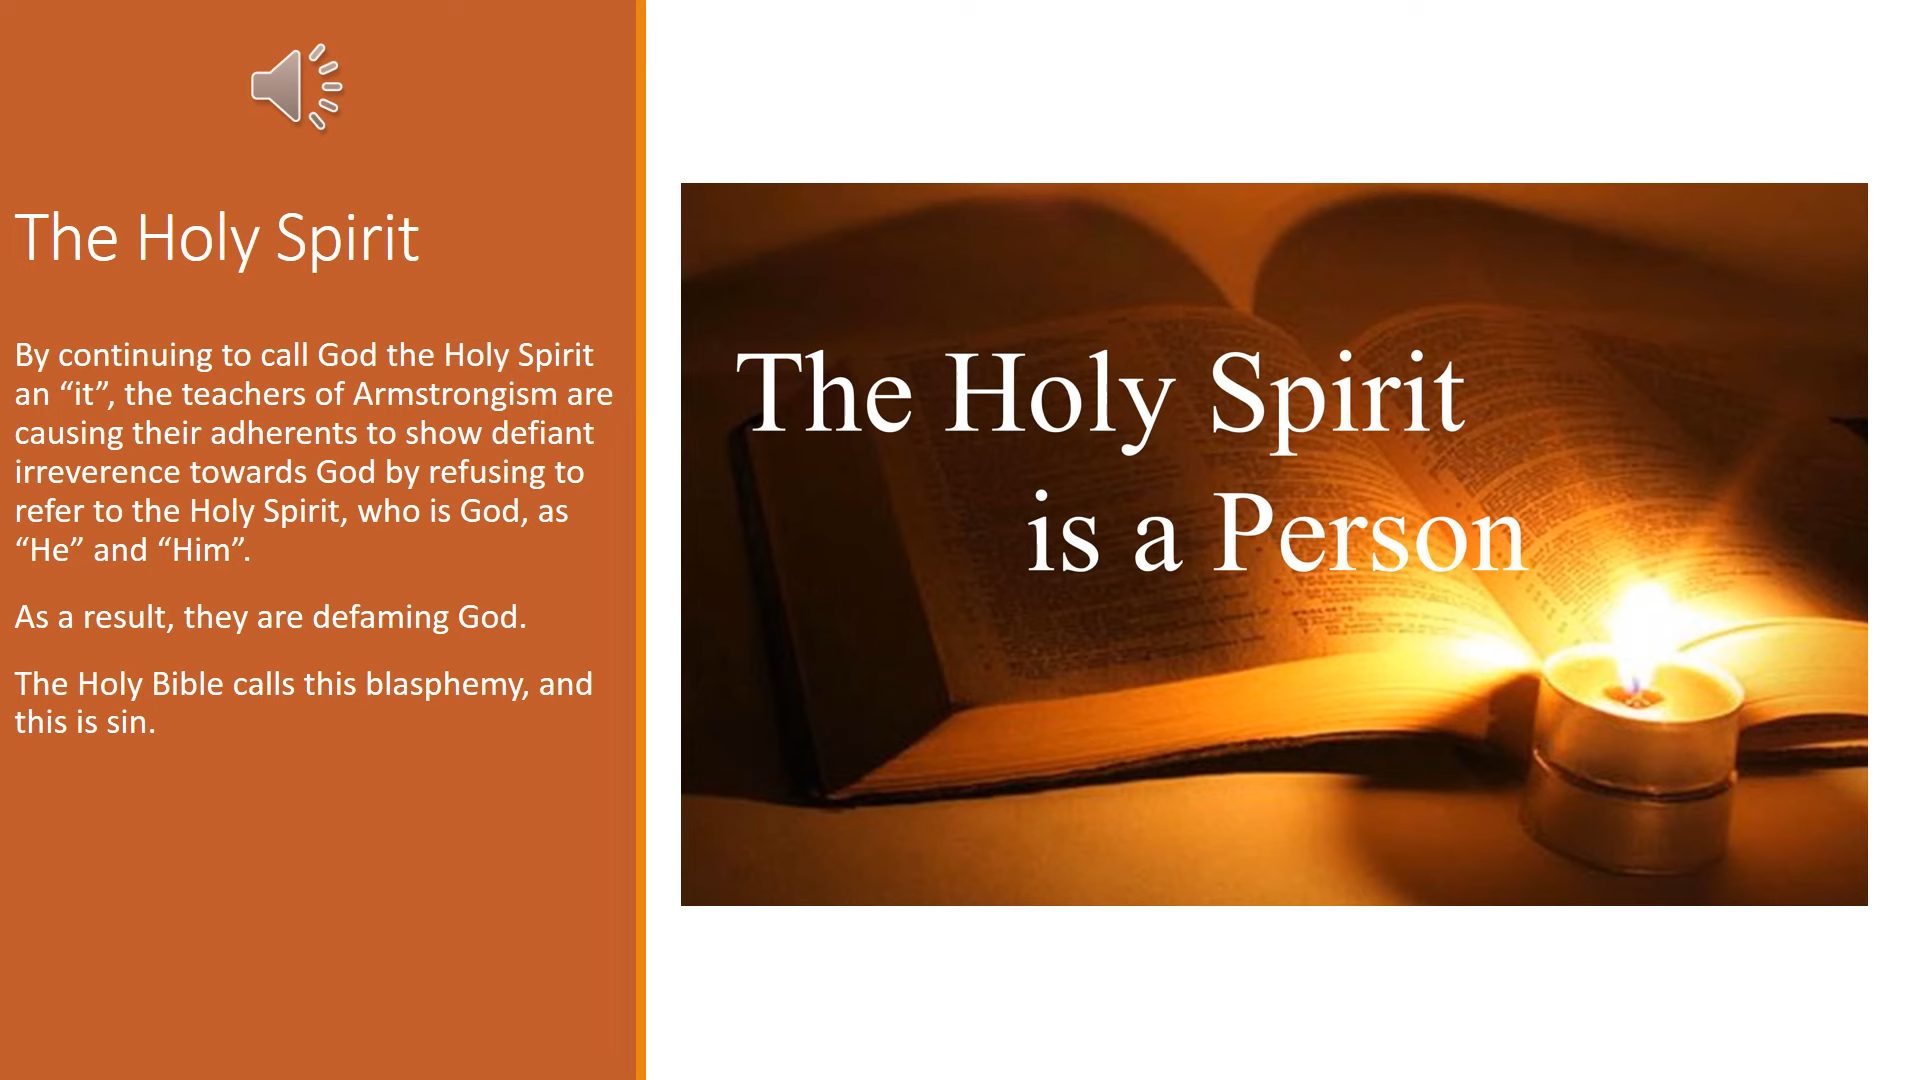 The Holy Spirit
By continuing to call God the Holy Spirit
an “it”, the teachers of Armstrongism are
causing their adherents to show defiant
irreverence towards God by refusing to
refer to the Holy Spirit, who is God, as
“He” and “Him”.
As a result, they are defaming God.
The Holy Bible calls this blasphemy, and
this is sin.
The Holy Spirit
is a Person